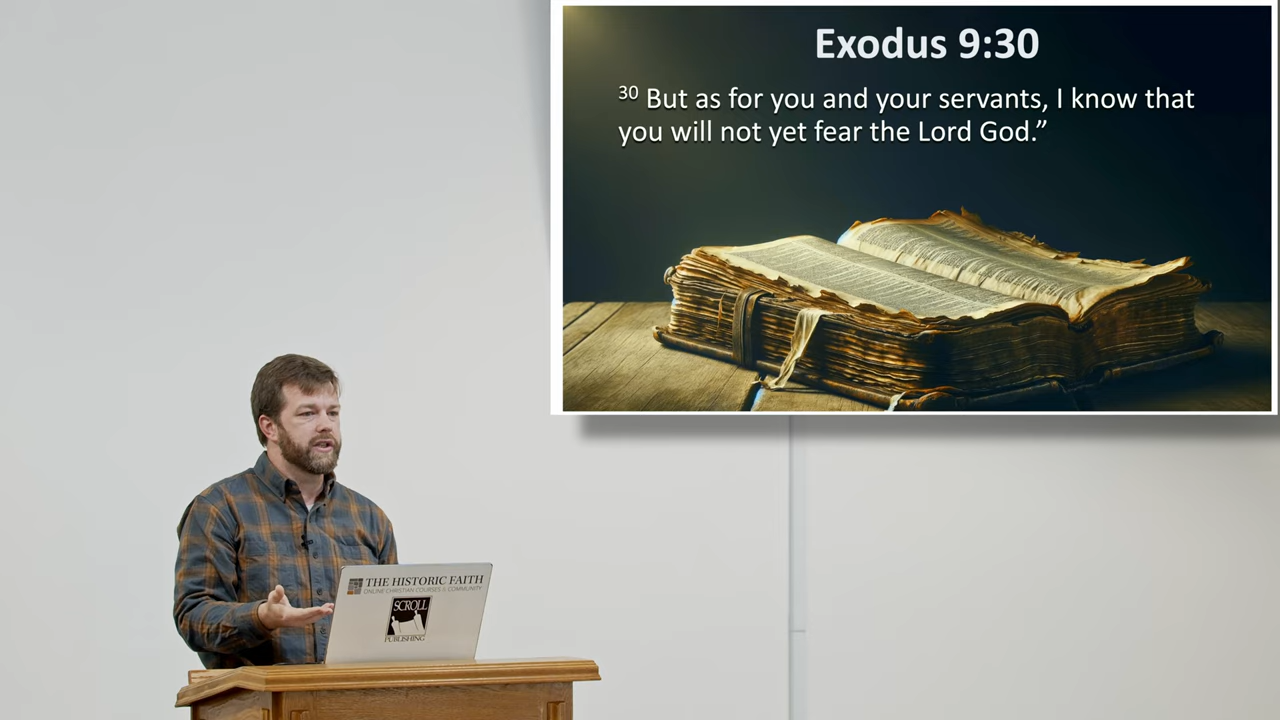 Exodus 9:30
30 But as for you and your servants, I know that
you will not yet fear the Lord God.”
THE HISTORIC FAITH
ONLINE CHRISTIAN COURSES & COMMUNITY
SCROLL
PUBLISHING